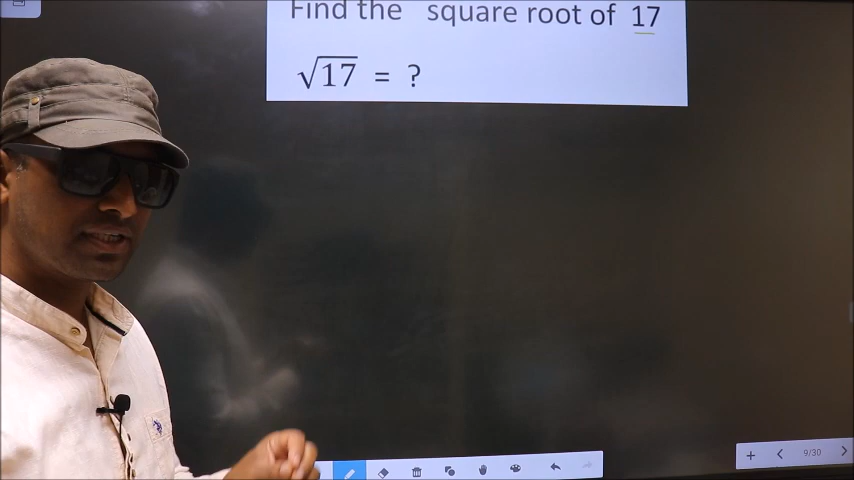 Find the square root of 17
√17 = ?
9/30